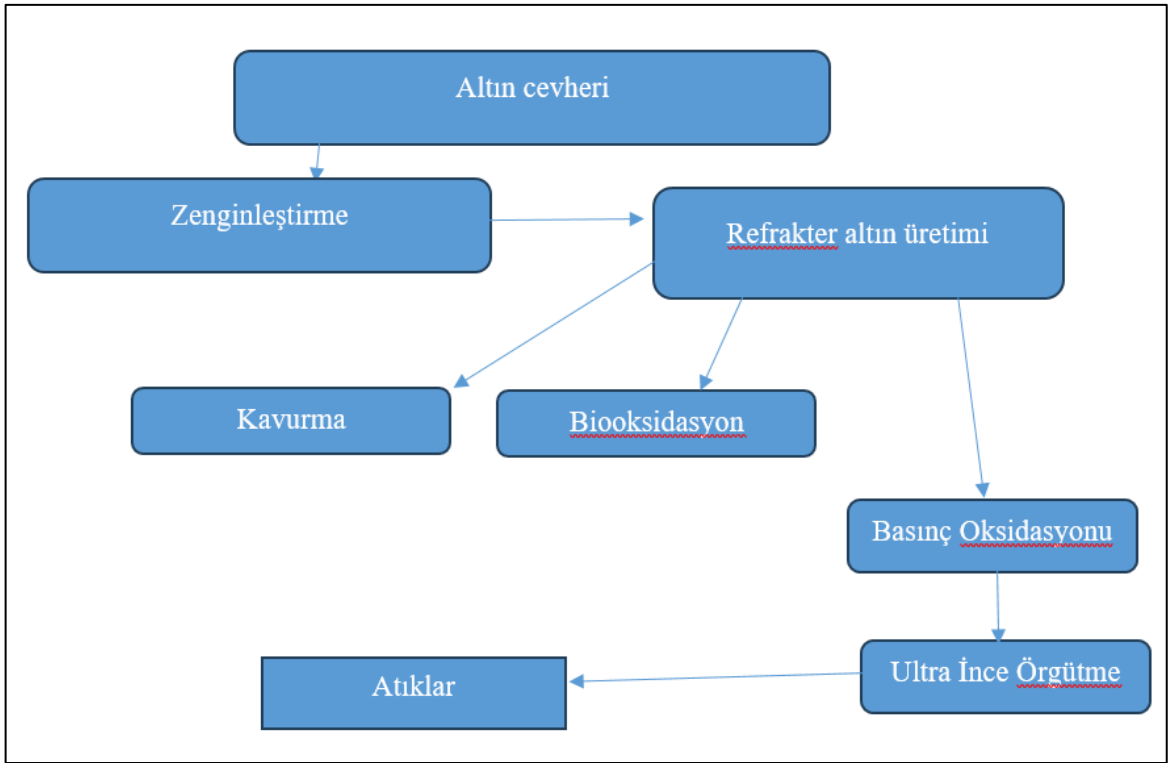 Altın cevheri
Zenginleştirme
Refrakter altın üretimi
Kavurma
Biooksidasyon
Basınç Oksidasyonu
Ultra İnce Örgütme
Atıklar